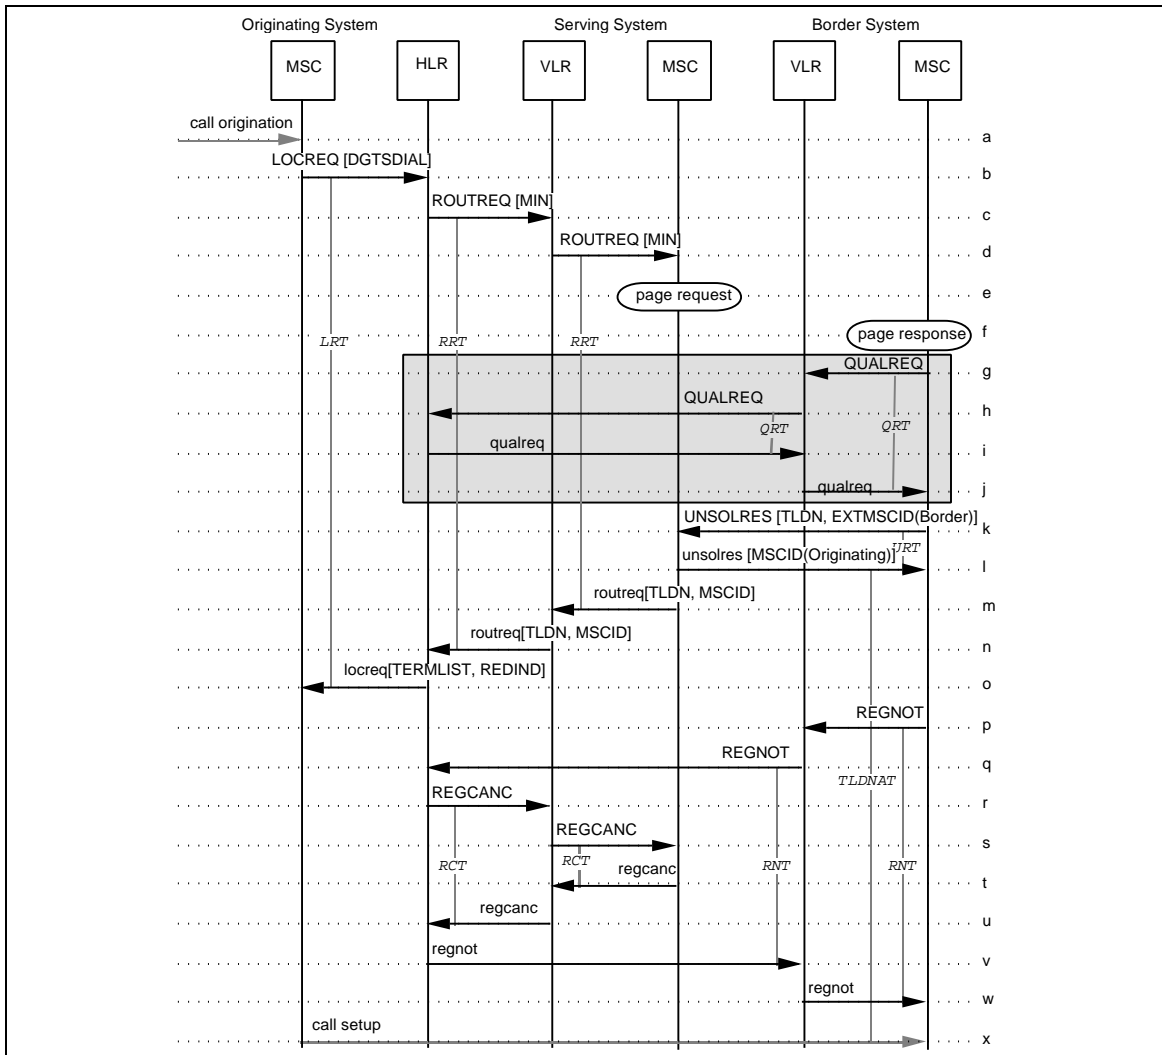 Originating System Serving System Border System
MSC HLR VLR MSC VLR MSC
call origination a
LOCREQ [DGTSDIAL] b
ROUTREQ [MIN] c
ROUTREQ [MIN] d
page request e
page response f
LRT RRT RRT
QUALREQ g
QUALREQ h
QRT QRT
qualreq i
qualreq j
UNSOLRES [TLDN, EXTMSCID(Border)] k
URT
unsolres [MSCID(Originating)] l
routreq[TLDN, MSCID] m
routreq[TLDN, MSCID] n
locreq[TERMLIST, REDIND] o
REGNOT p
REGNOT q
TLDNAT
REGCANC r
REGCANC s
RCT RCT RNT RNT
regcanc t
regcanc u
regnot v
regnot w
call setup x